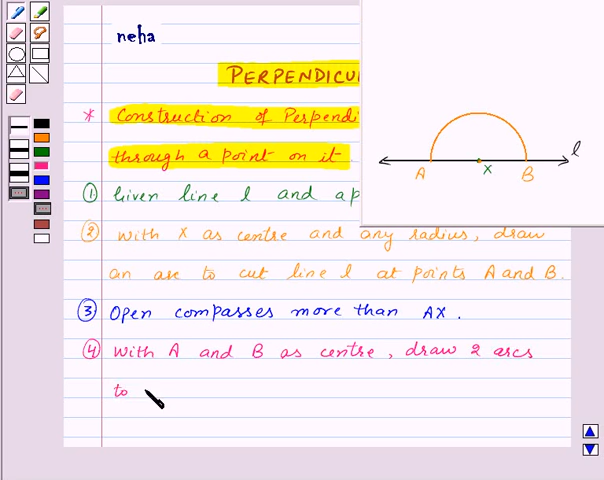 neha
PERPENDICU
* Construction of Perpendi
through a point on it.
① Given line l and a p
② With X as centre and any radius, draw
an arc to cut line l at points A and B.
③ Open compasses more than AX.
④ With A and B as centre, draw 2 arcs
to
l
A X B